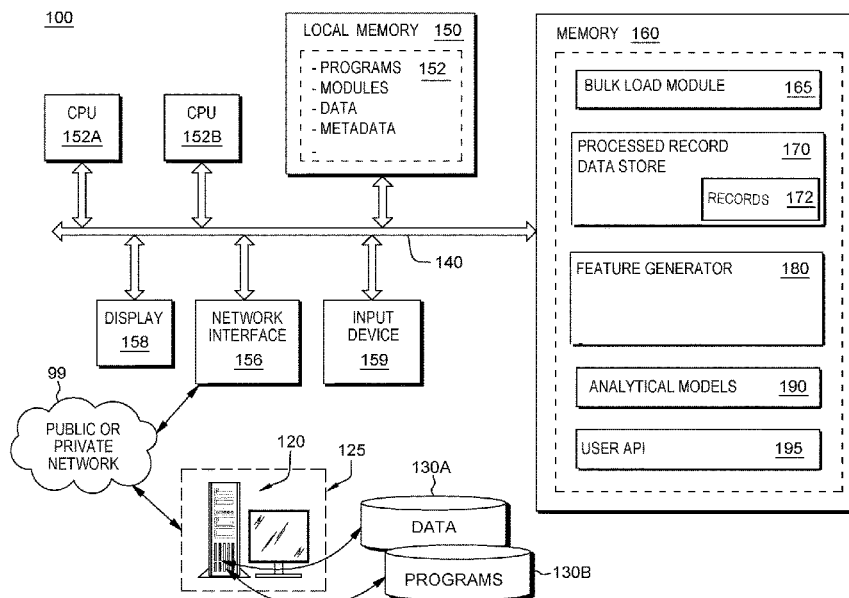 100
LOCAL MEMORY 150
- PROGRAMS 152
- MODULES
- DATA
- METADATA
-
CPU
152A
CPU
152B
MEMORY 160
BULK LOAD MODULE 165
PROCESSED RECORD 170
DATA STORE
RECORDS 172
FEATURE GENERATOR 180
ANALYTICAL MODELS 190
USER API 195
140
DISPLAY
158
NETWORK
INTERFACE
156
INPUT
DEVICE
159
99
PUBLIC OR
PRIVATE
NETWORK
120
125
130A
DATA
PROGRAMS
130B